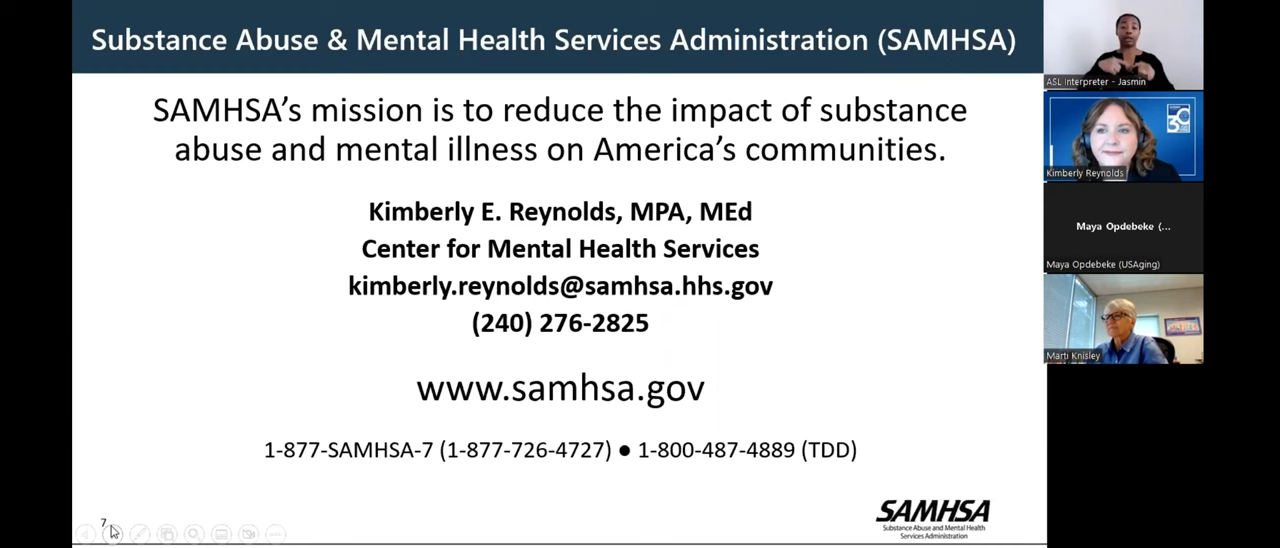 Substance Abuse & Mental Health Services Administration (SAMHSA)
SAMHSA's mission is to reduce the impact of substance
abuse and mental illness on America's communities.
Kimberly E. Reynolds, MPA, MEd
Center for Mental Health Services
kimberly.reynolds@samhsa.hhs.gov
(240) 276-2825
www.samhsa.gov
1-877-SAMHSA-7 (1-877-726-4727) ● 1-800-487-4889 (TDD)
7
SAMHSA
Substance Abuse and Mental Health
Services Administration
ASL Interpreter - Jasmin
Kimberly Reynolds
Maya Opdebeke (...
Maya Opdebeke (USAging)
Marti Knisley